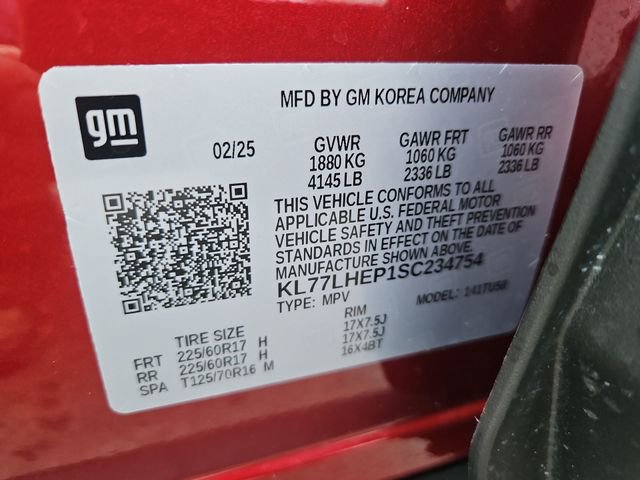 MFD BY GM KOREA COMPANY
gm
02/25
GVWR GAWR FRT GAWR RR
1880 KG 1060 KG 1060 KG
4145 LB 2336 LB 2336 LB
THIS VEHICLE CONFORMS TO ALL
APPLICABLE U.S. FEDERAL MOTOR
VEHICLE SAFETY AND THEFT PREVENTION
STANDARDS IN EFFECT ON THE DATE OF
MANUFACTURE SHOWN ABOVE.
KL77LHEP1SC234754
TYPE: MPV MODEL: 141TU58
TIRE SIZE RIM
FRT 225/60R17 H 17X7.5J
RR 225/60R17 H 17X7.5J
SPA T125/70R16 M 16X4BT